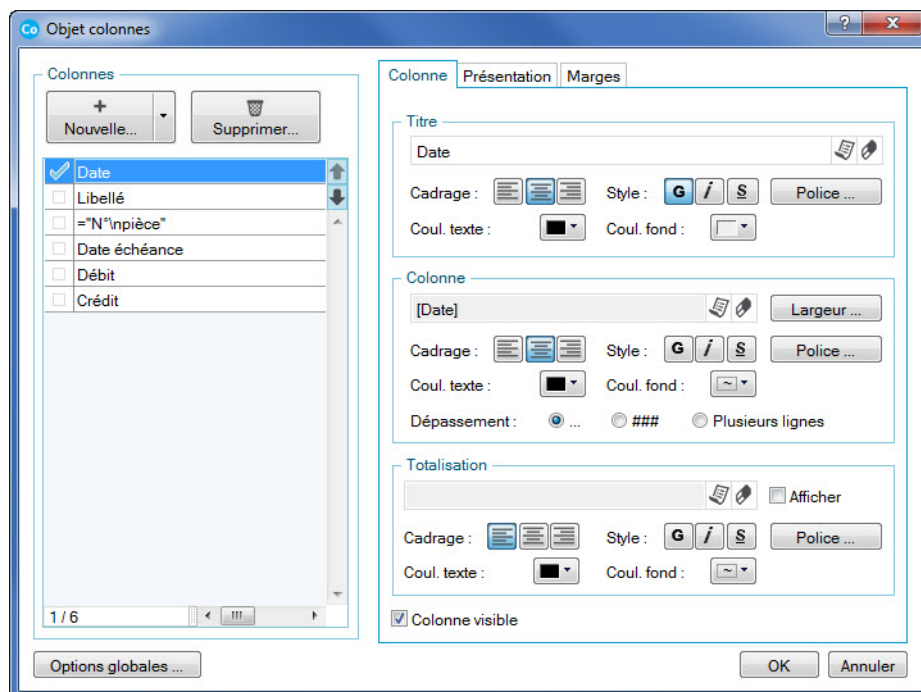 Co Objet colonnes ? X
Colonnes
+
Nouvelle...
Supprimer...
Date
Libellé
="N°\npièce"
Date échéance
Débit
Crédit
1 / 6
Options globales ...
Colonne Présentation Marges
Titre
Date
Cadrage : Style : G i S Police ...
Coul. texte : Coul. fond :
Colonne
[Date] Largeur ...
Cadrage : Style : G i S Police ...
Coul. texte : Coul. fond : ~
Dépassement : ... ### Plusieurs lignes
Totalisation
Afficher
Cadrage : Style : G i S Police ...
Coul. texte : Coul. fond : ~
Colonne visible
OK Annuler